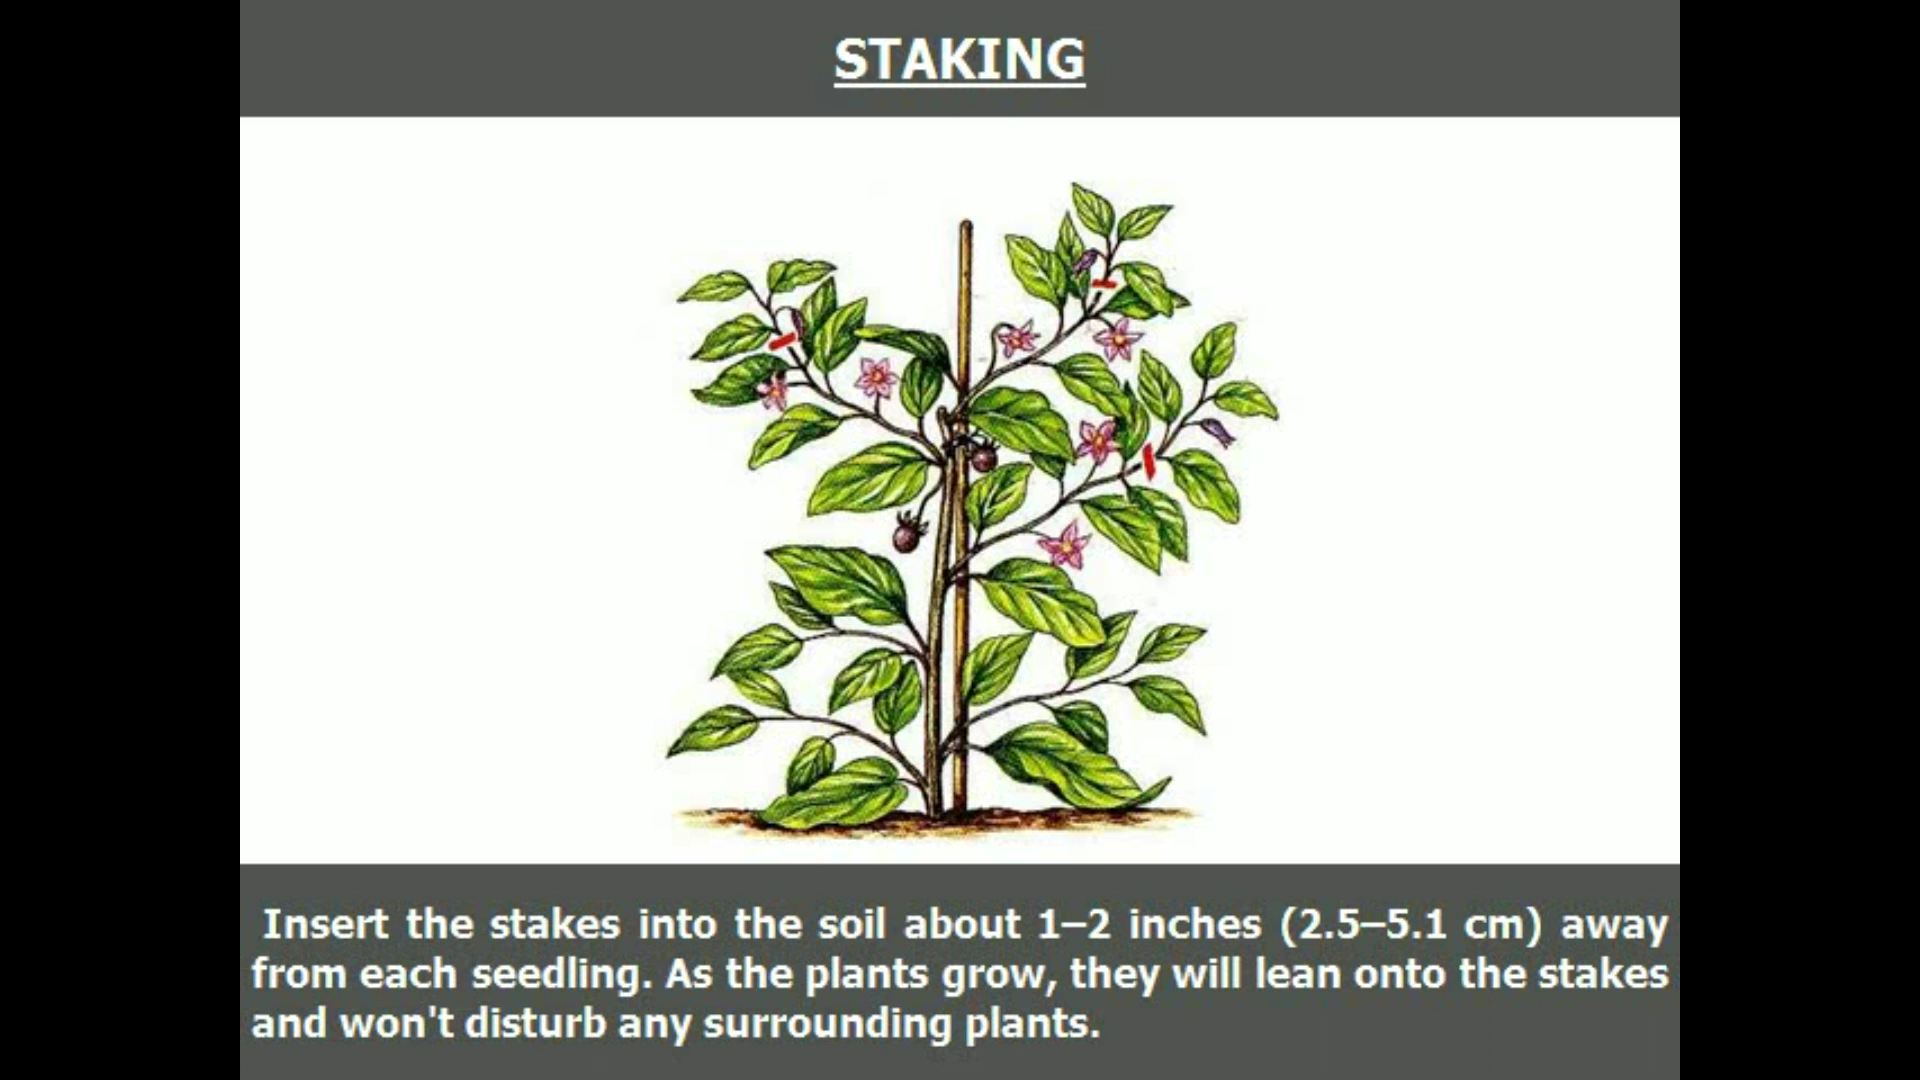 STAKING
Insert the stakes into the soil about 1–2 inches (2.5–5.1 cm) away
from each seedling. As the plants grow, they will lean onto the stakes
and won't disturb any surrounding plants.